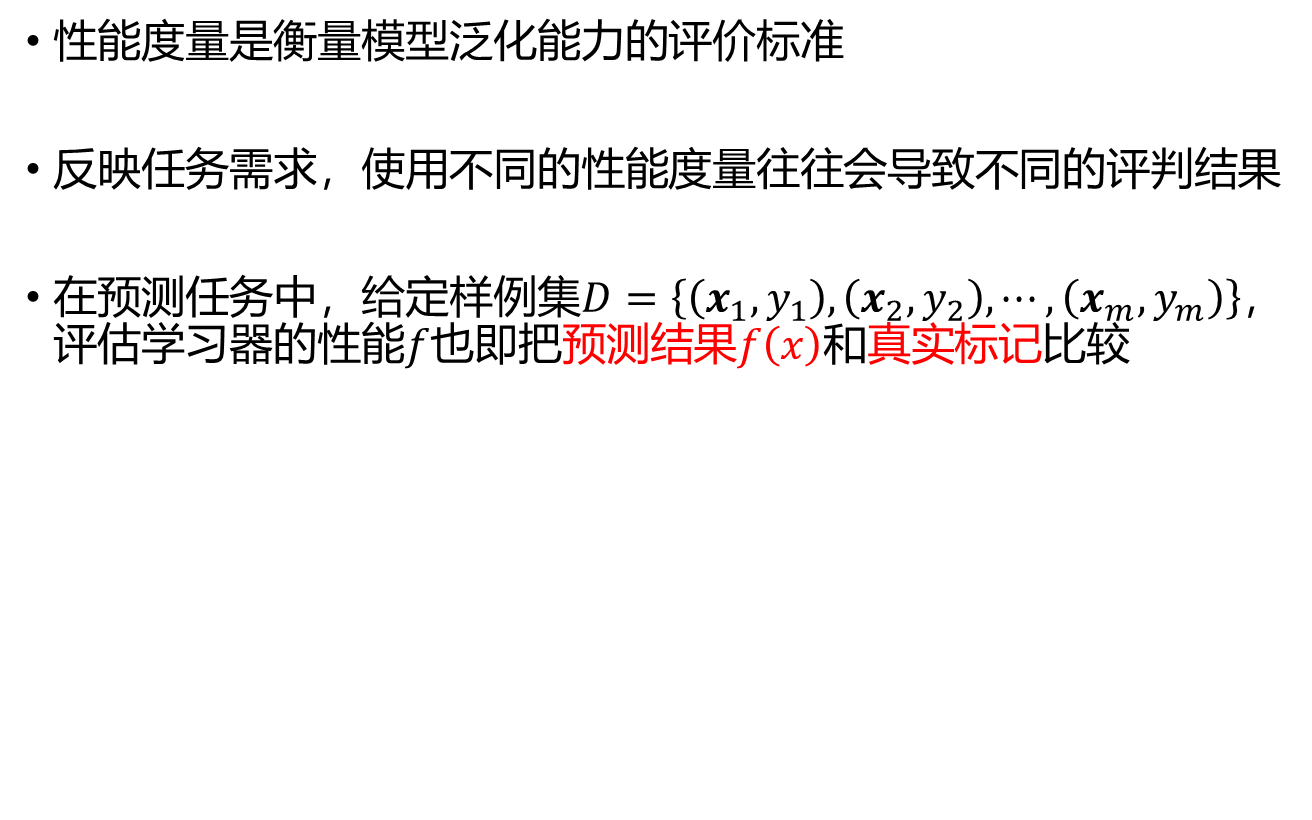 • 性能度量是衡量模型泛化能力的评价标准
• 反映任务需求，使用不同的性能度量往往会导致不同的评判结果
• 在预测任务中，给定样例集𝐷 = {(𝒙₁, 𝑦₁), (𝒙₂, 𝑦₂), ⋯ , (𝒙ₘ, 𝑦ₘ)}，
评估学习器的性能𝑓也即把预测结果𝑓(𝑥)和真实标记比较